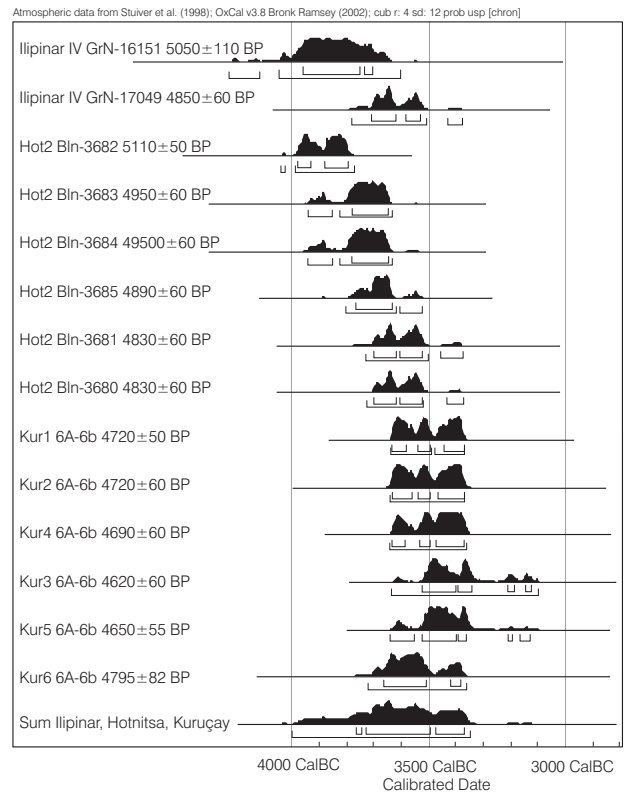 Atmospheric data from Stuiver et al. (1998); OxCal v3.8 Bronk Ramsey (2002); cub r: 4 sd: 12 prob usp [chron]
Ilipinar IV GrN-16151 5050±110 BP
Ilipinar IV GrN-17049 4850±60 BP
Hot2 Bln-3682 5110±50 BP
Hot2 Bln-3683 4950±60 BP
Hot2 Bln-3684 49500±60 BP
Hot2 Bln-3685 4890±60 BP
Hot2 Bln-3681 4830±60 BP
Hot2 Bln-3680 4830±60 BP
Kur1 6A-6b 4720±50 BP
Kur2 6A-6b 4720±60 BP
Kur4 6A-6b 4690±60 BP
Kur3 6A-6b 4620±60 BP
Kur5 6A-6b 4650±55 BP
Kur6 6A-6b 4795±82 BP
Sum Ilipinar, Hotnitsa, Kuruçay
4000 CalBC 3500 CalBC 3000 CalBC
Calibrated Date